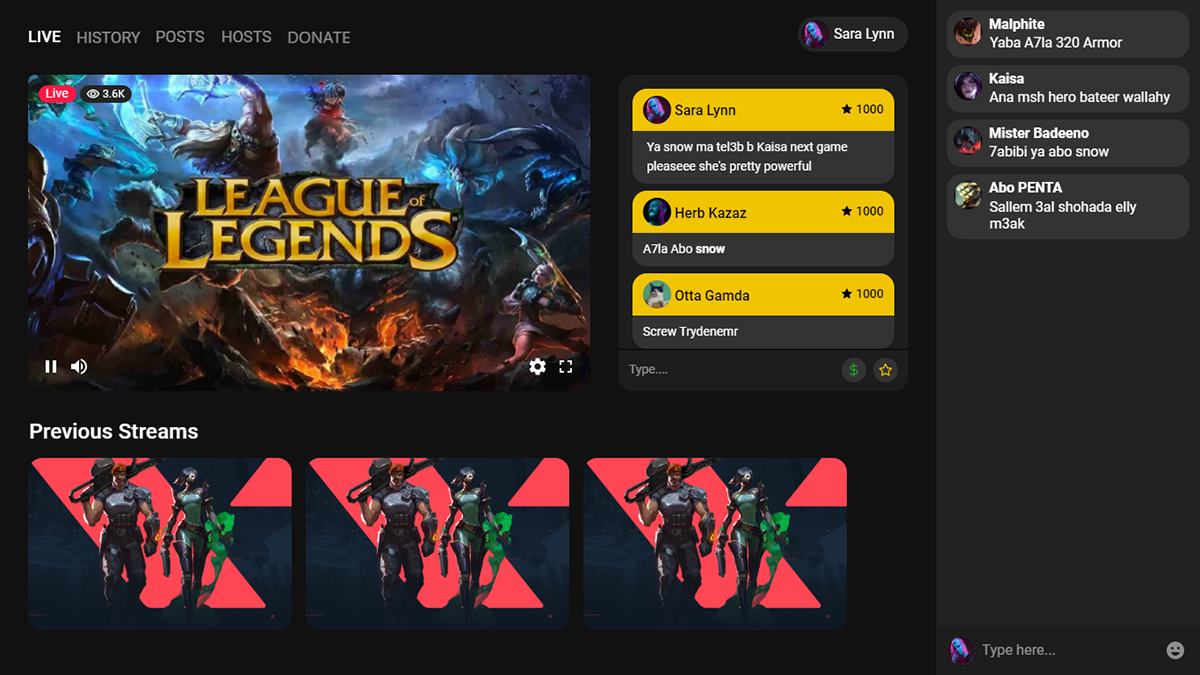 LIVE HISTORY POSTS HOSTS DONATE
Sara Lynn
Live 3.6K
LEAGUE of
LEGENDS
Sara Lynn 1000
Ya snow ma tel3b b Kaisa next game
pleaseee she's pretty powerful
Herb Kazaz 1000
A7la Abo snow
Otta Gamda 1000
Screw Trydenemr
Type....
$
Previous Streams
Malphite
Yaba A7la 320 Armor
Kaisa
Ana msh hero bateer wallahy
Mister Badeeno
7abibi ya abo snow
Abo PENTA
Sallem 3al shohada elly
m3ak
Type here...